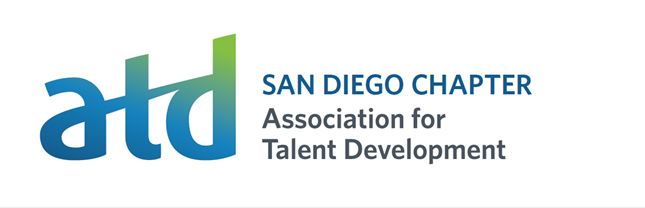 atd
SAN DIEGO CHAPTER
Association for
Talent Development